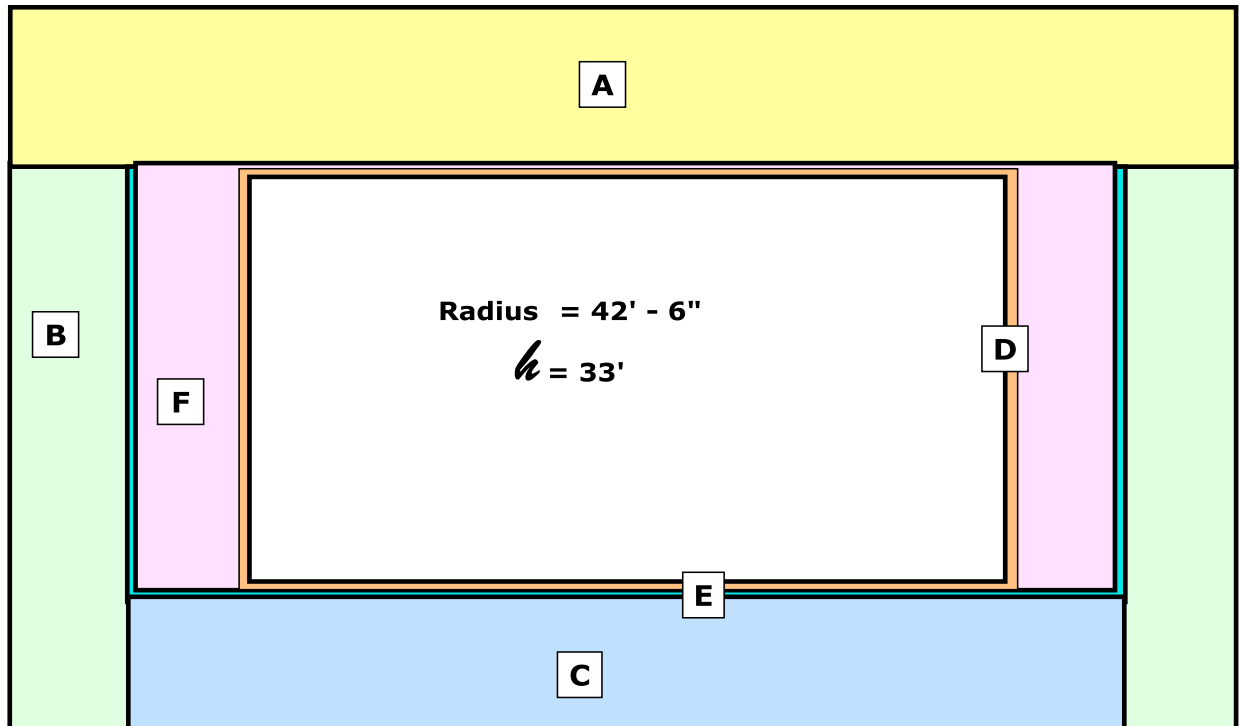 A
Radius = 42' - 6"
B
h = 33'
D
F
E
C